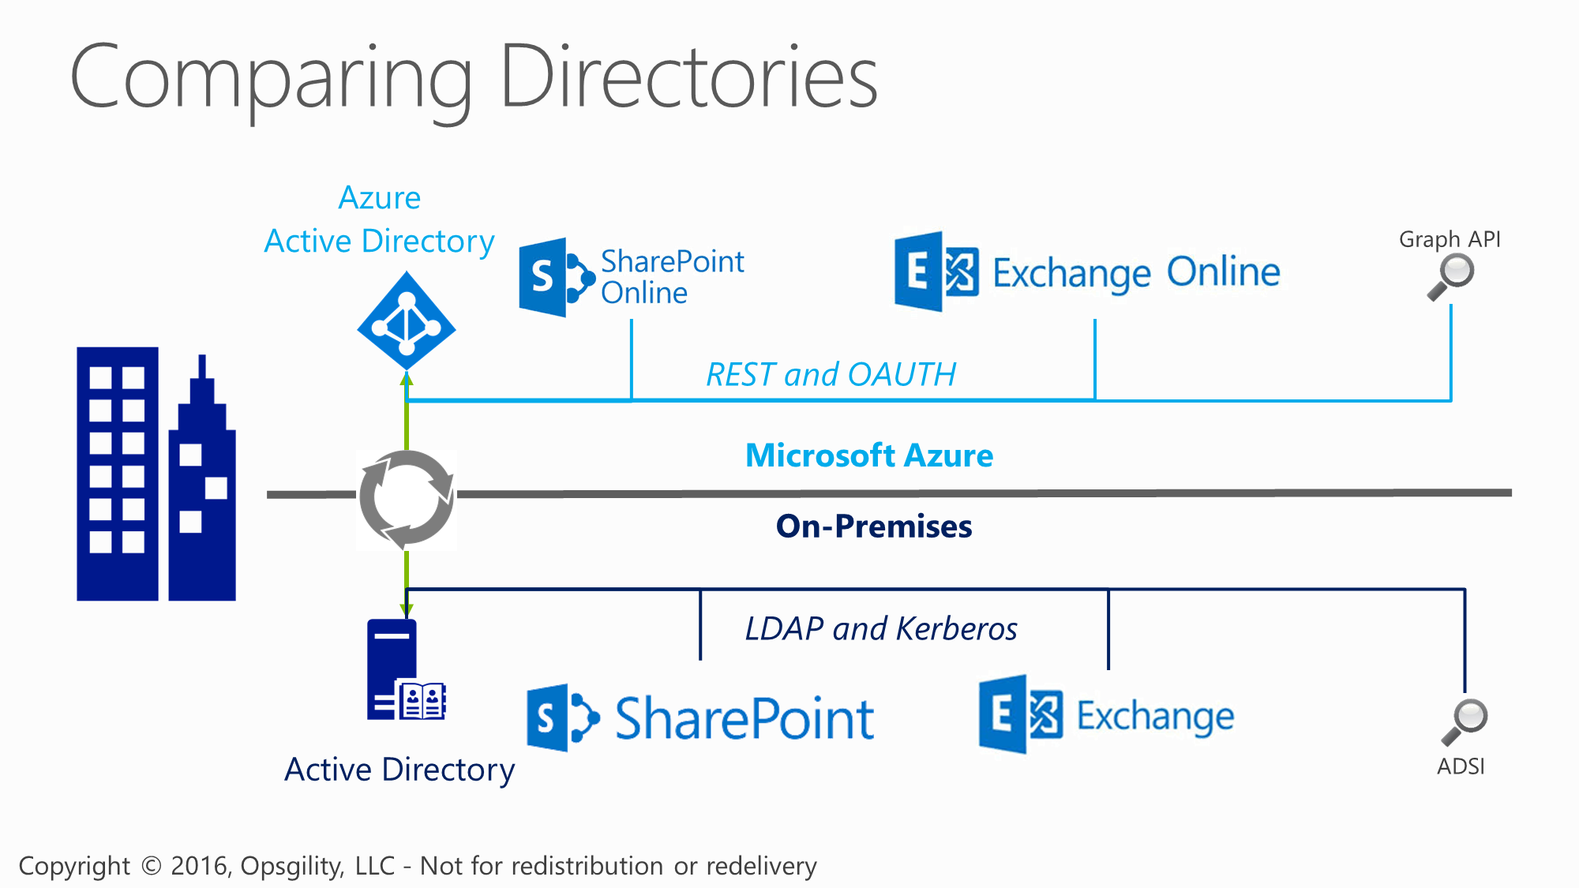 Comparing Directories
Azure
Active Directory
S SharePoint
Online
E Exchange Online
Graph API
REST and OAUTH
Microsoft Azure
On-Premises
LDAP and Kerberos
S SharePoint
E Exchange
Active Directory
ADSI
Copyright © 2016, Opsgility, LLC - Not for redistribution or redelivery